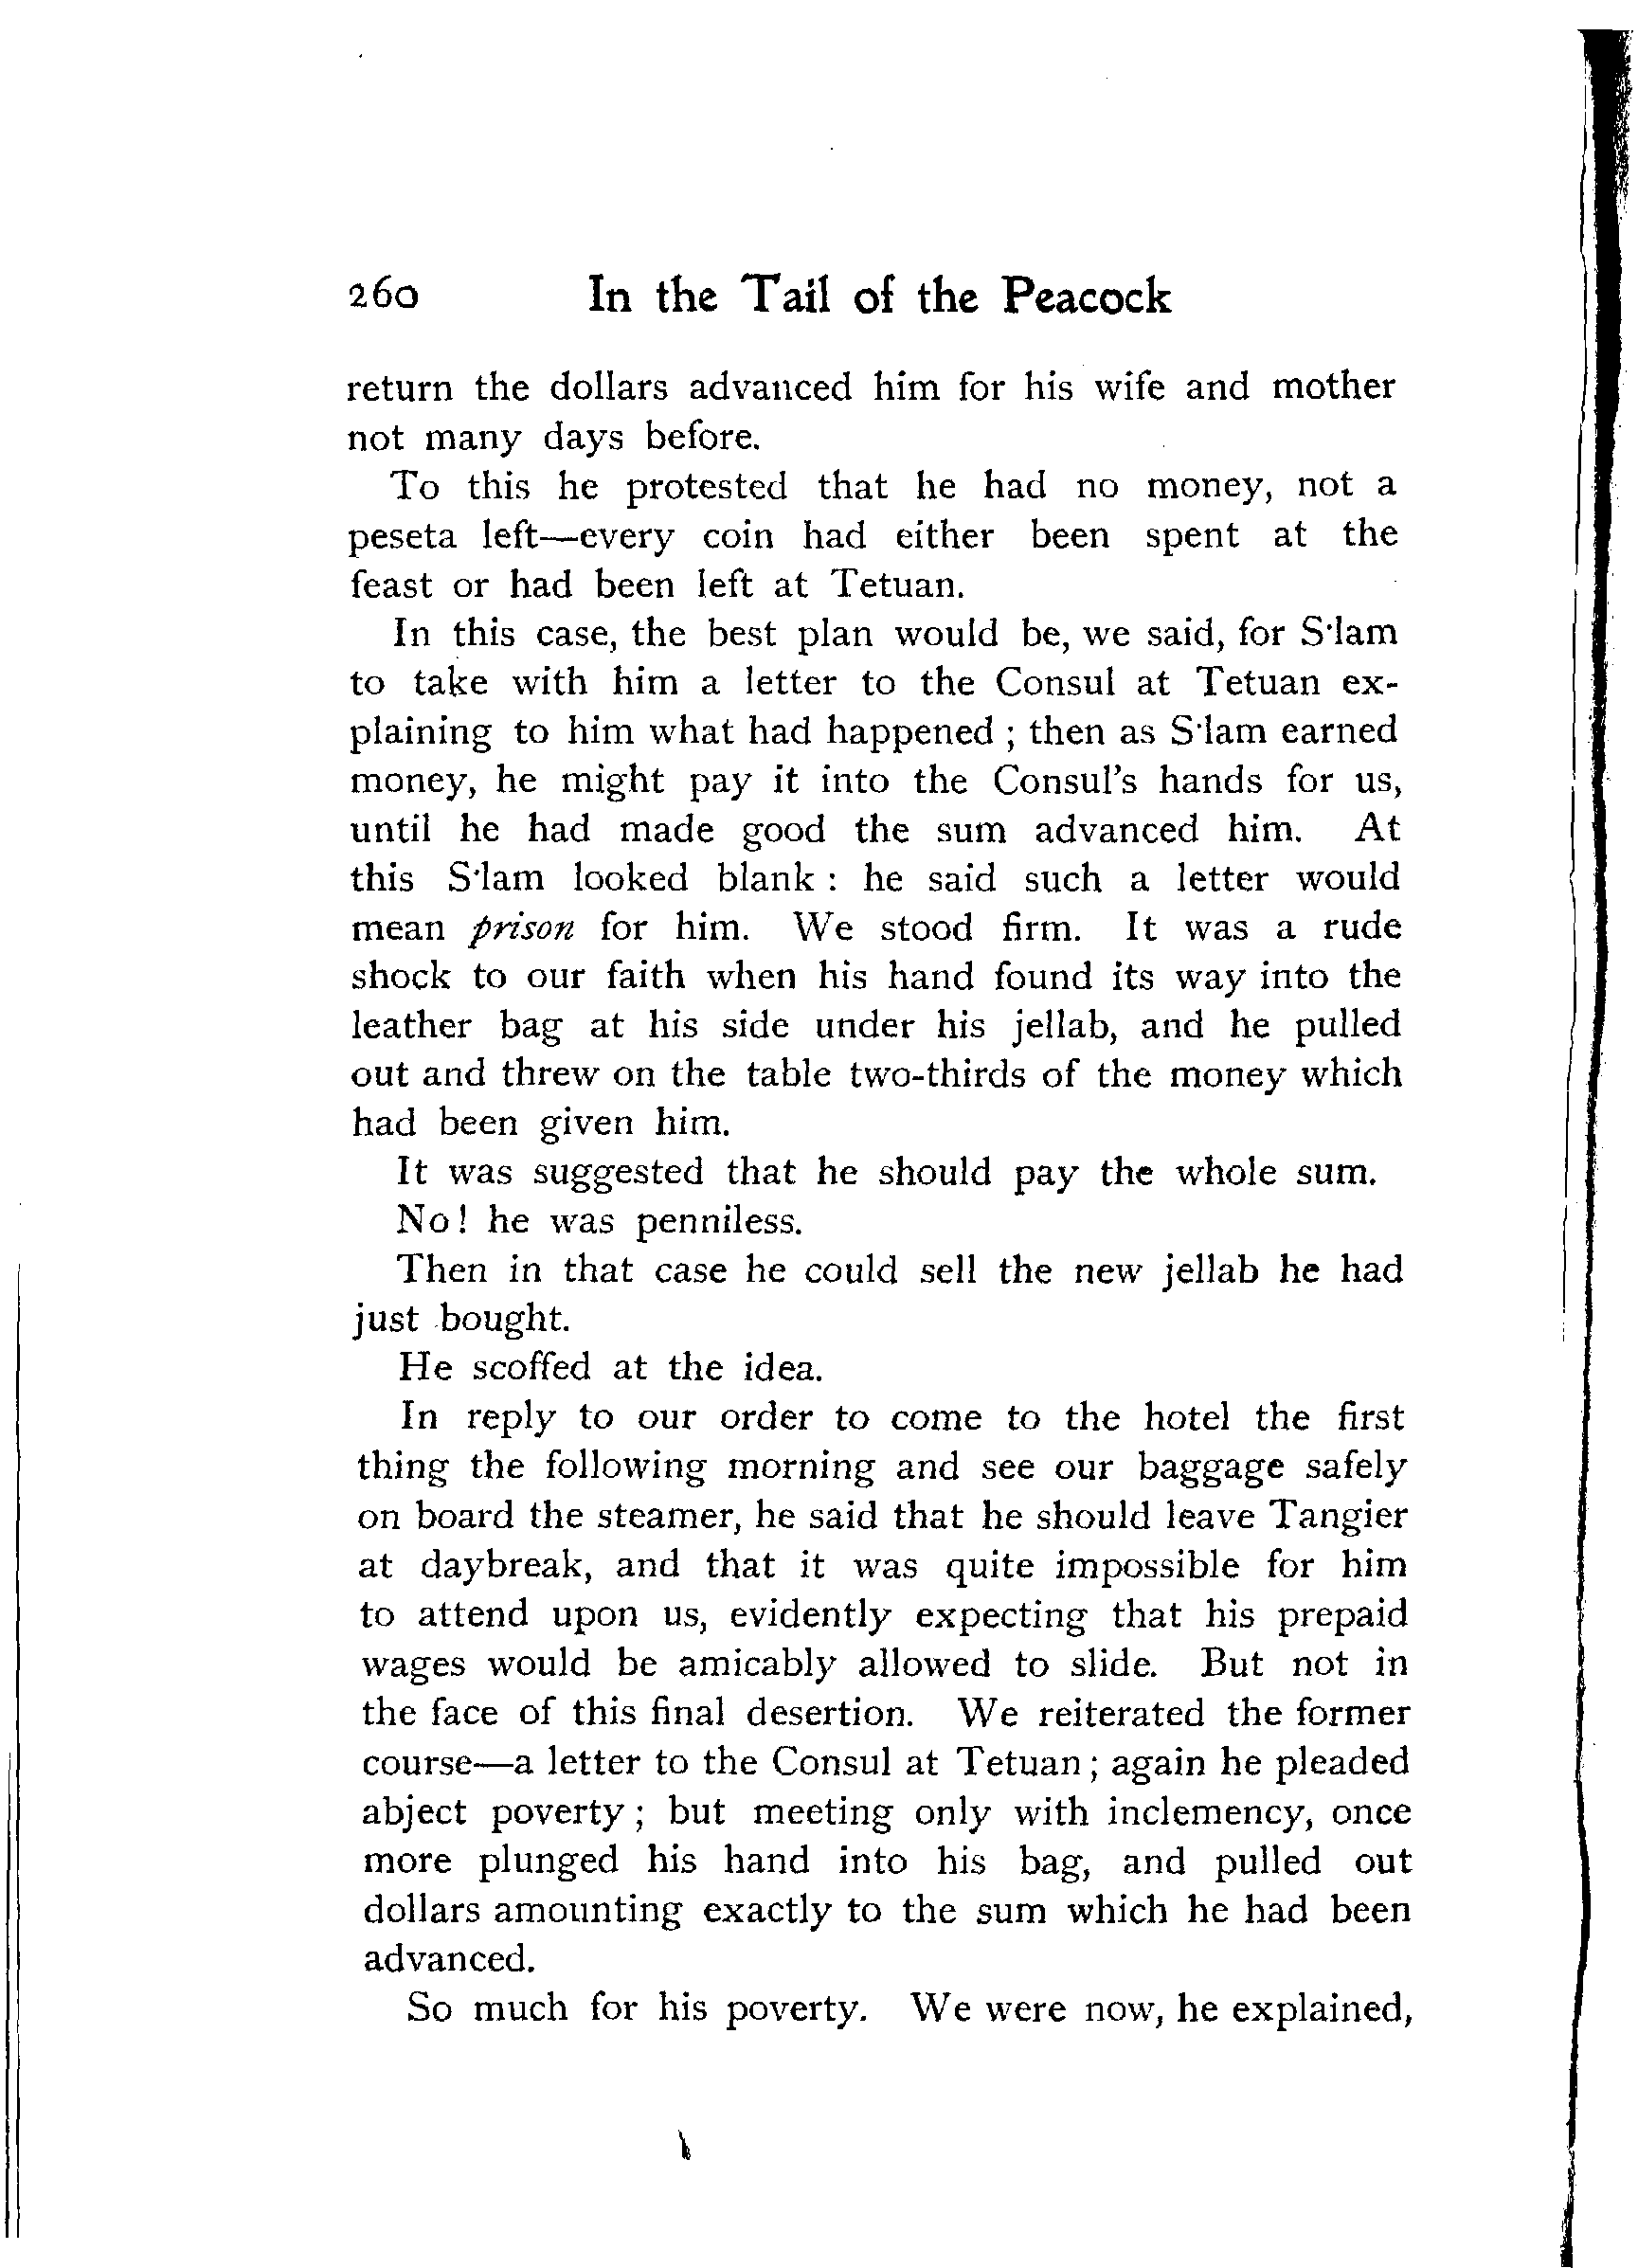 260 In the Tail of the Peacock
return the dollars advanced him for his wife and mother
not many days before.
To this he protested that he had no money, not a
peseta left—every coin had either been spent at the
feast or had been left at Tetuan.
In this case, the best plan would be, we said, for S'lam
to take with him a letter to the Consul at Tetuan ex-
plaining to him what had happened ; then as S'lam earned
money, he might pay it into the Consul's hands for us,
until he had made good the sum advanced him. At
this S'lam looked blank : he said such a letter would
mean prison for him. We stood firm. It was a rude
shock to our faith when his hand found its way into the
leather bag at his side under his jellab, and he pulled
out and threw on the table two-thirds of the money which
had been given him.
It was suggested that he should pay the whole sum.
No! he was penniless.
Then in that case he could sell the new jellab he had
just bought.
He scoffed at the idea.
In reply to our order to come to the hotel the first
thing the following morning and see our baggage safely
on board the steamer, he said that he should leave Tangier
at daybreak, and that it was quite impossible for him
to attend upon us, evidently expecting that his prepaid
wages would be amicably allowed to slide. But not in
the face of this final desertion. We reiterated the former
course—a letter to the Consul at Tetuan ; again he pleaded
abject poverty ; but meeting only with inclemency, once
more plunged his hand into his bag, and pulled out
dollars amounting exactly to the sum which he had been
advanced.
So much for his poverty. We were now, he explained,